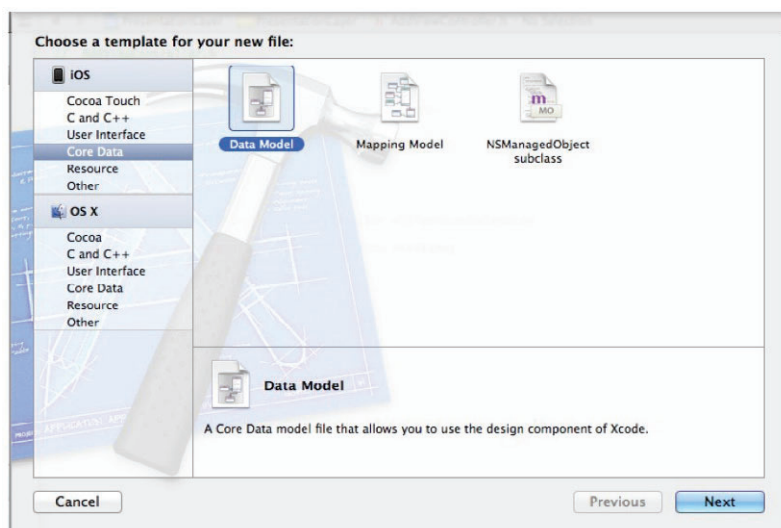 Choose a template for your new file:
iOS
Cocoa Touch
C and C++
User Interface
Core Data
Resource
Other
OS X
Cocoa
C and C++
User Interface
Core Data
Resource
Other
Data Model
Mapping Model
NSManagedObject
subclass
m
MO
Data Model
A Core Data model file that allows you to use the design component of Xcode.
Cancel
Previous
Next